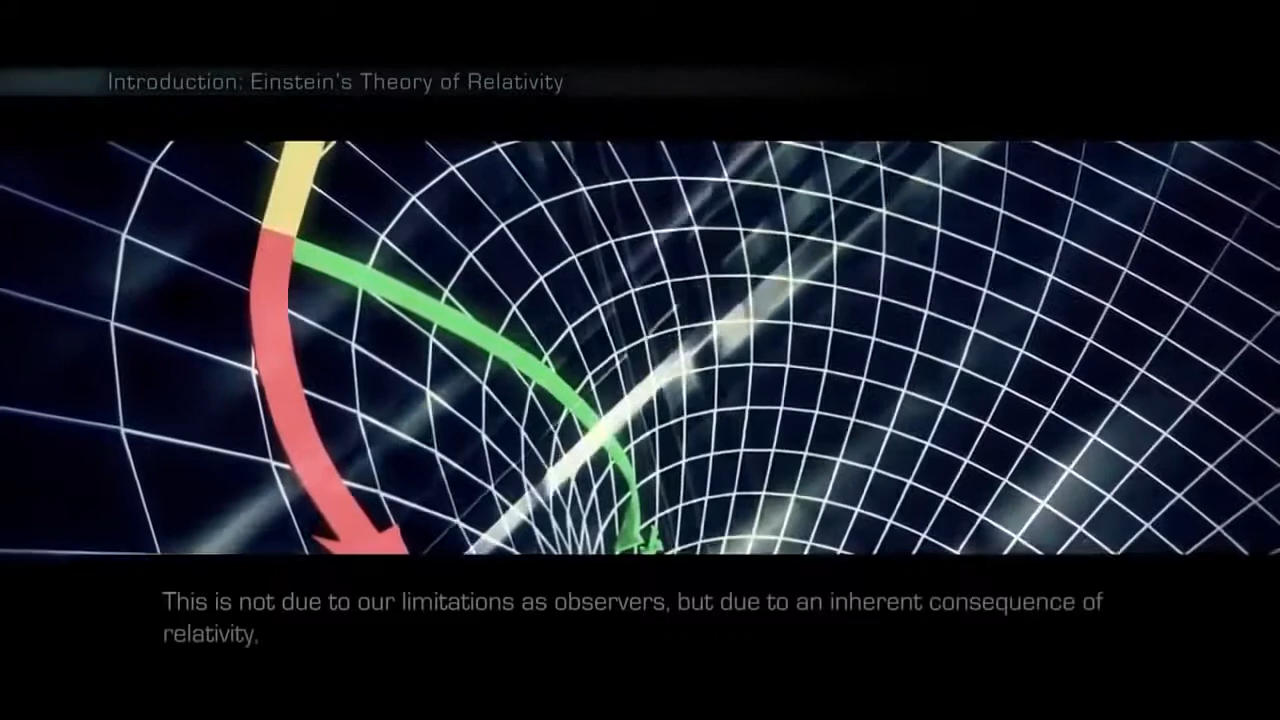 Introduction: Einstein's Theory of Relativity
This is not due to our limitations as observers, but due to an inherent consequence of
relativity,